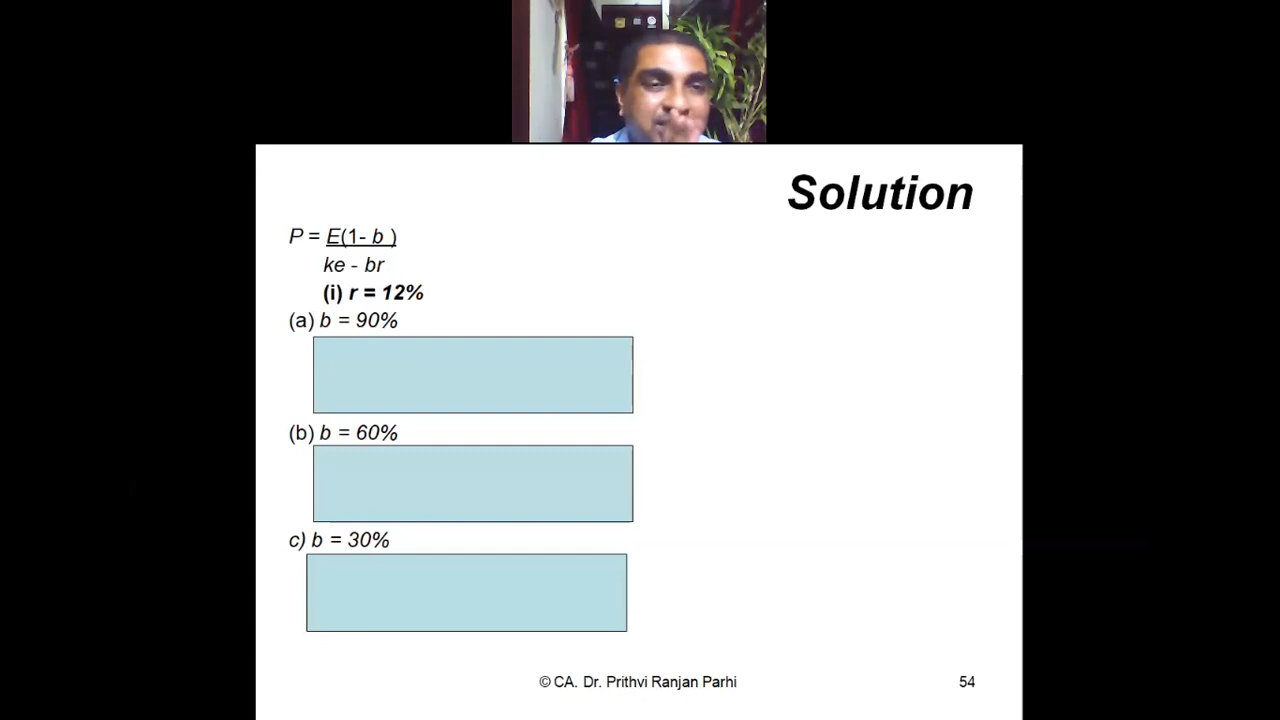 Solution
P = E(1- b )
ke - br
(i) r = 12%
(a) b = 90%
(b) b = 60%
c) b = 30%
© CA. Dr. Prithvi Ranjan Parhi
54